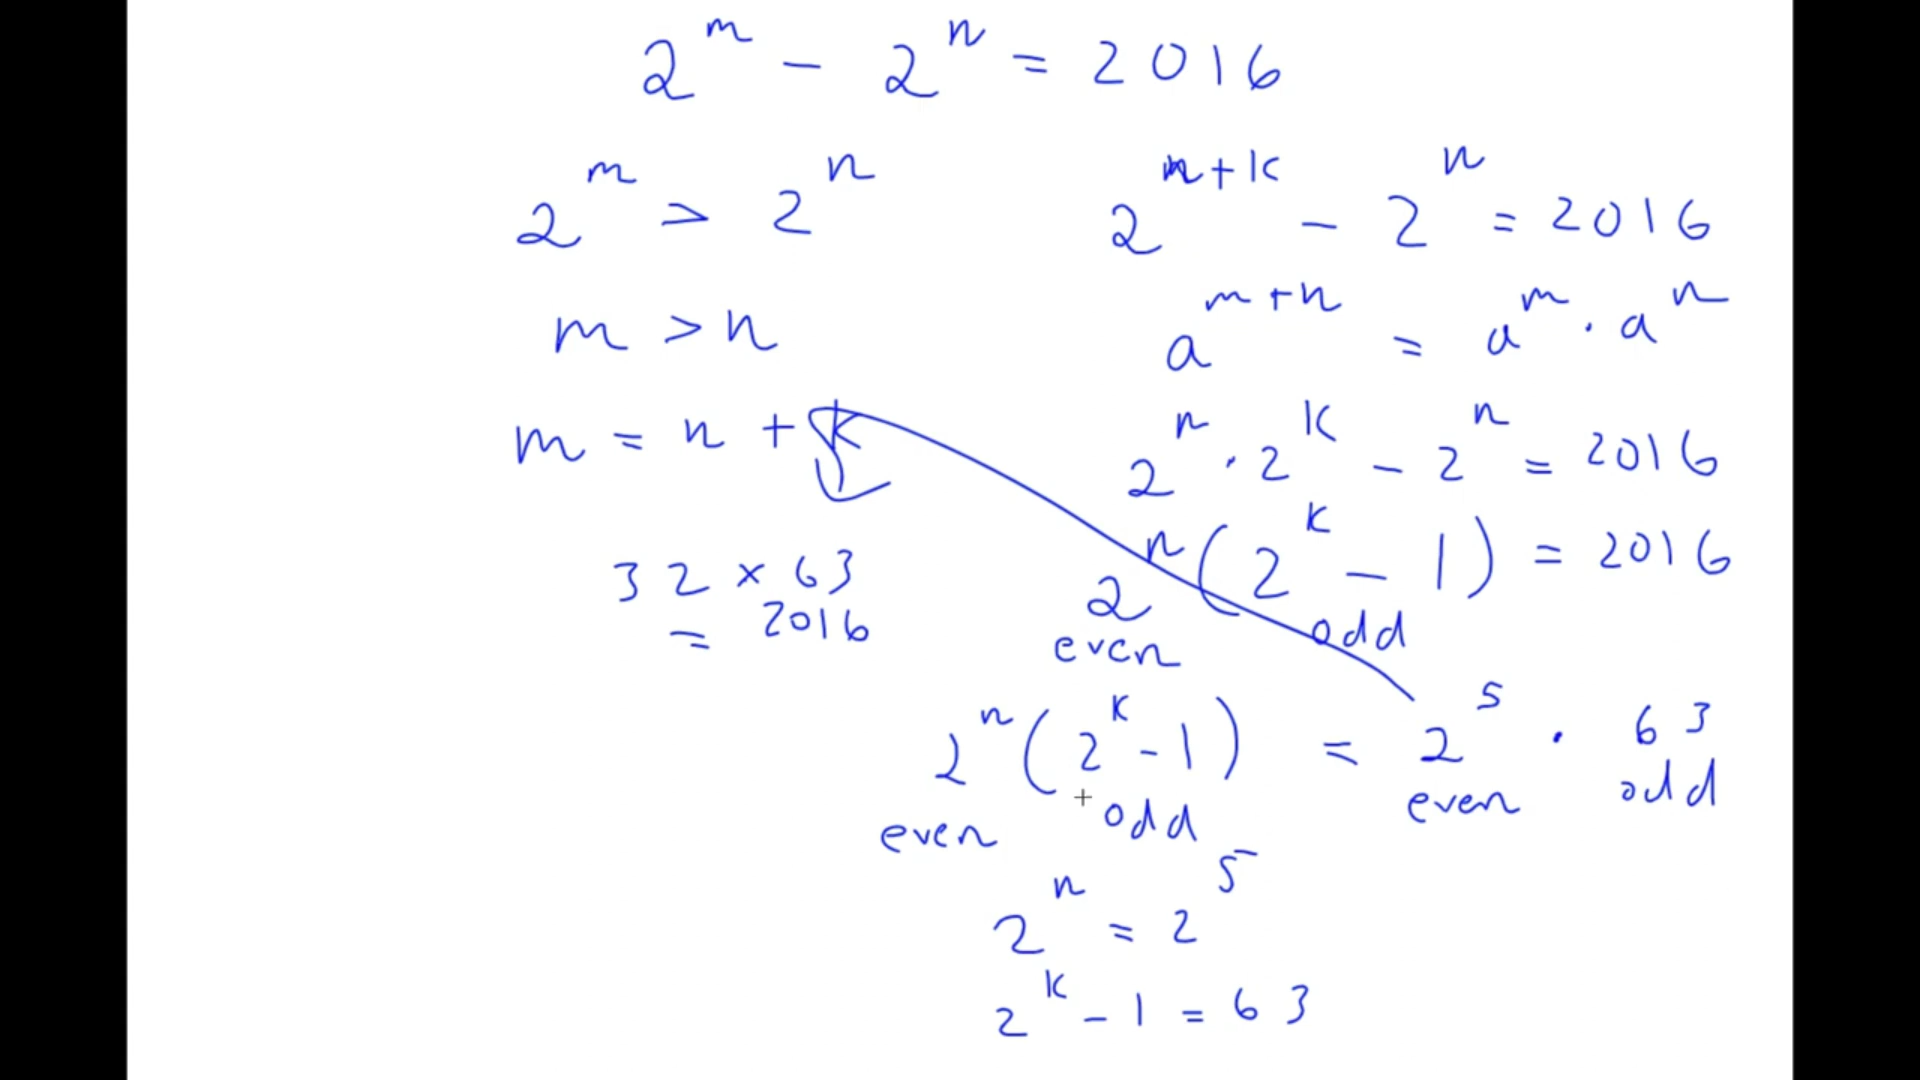 2^m - 2^n = 2016
2^m > 2^n
m > n
m = n + k
32 × 63
= 2016
2^{n+k} - 2^n = 2016
a^{m+n} = a^m · a^n
2^n · 2^k - 2^n = 2016
2^n (2^k - 1) = 2016
even odd
2^n (2^k - 1) = 2^5 · 63
even odd even odd
2^n = 2^5
2^k - 1 = 63